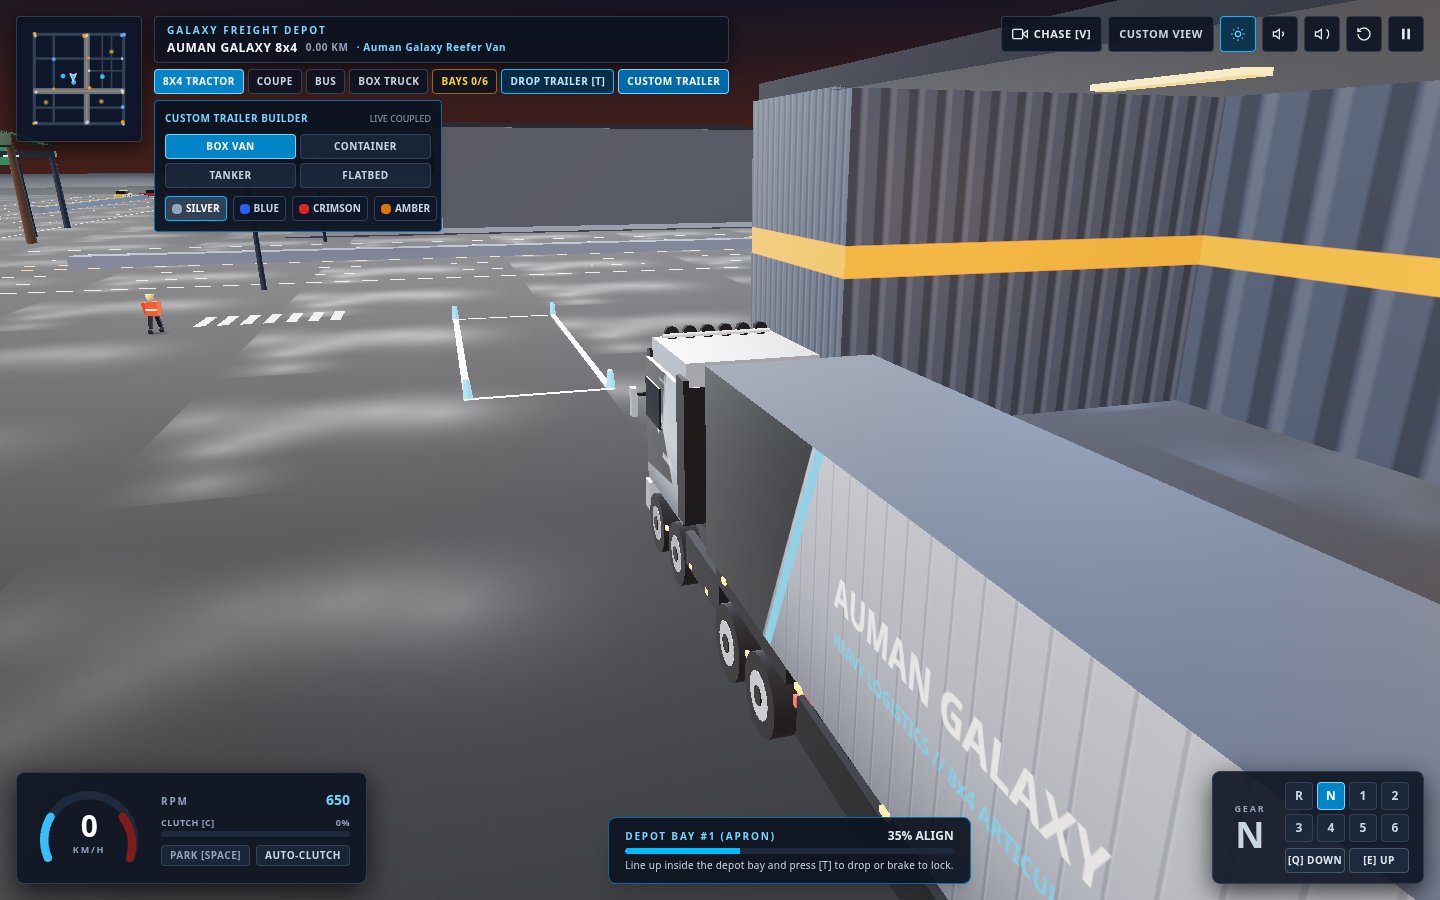 GALAXY FREIGHT DEPOT
AUMAN GALAXY 8x4 0.00 KM · Auman Galaxy Reefer Van
CHASE [V]
CUSTOM VIEW
8X4 TRACTOR
COUPE
BUS
BOX TRUCK
BAYS 0/6
DROP TRAILER [T]
CUSTOM TRAILER
CUSTOM TRAILER BUILDER
LIVE COUPLED
BOX VAN
CONTAINER
TANKER
FLATBED
SILVER
BLUE
CRIMSON
AMBER
AUMAN GALAXY
HEAVY LOGISTICS // 8x4 ARTICUL
0
KM/H
RPM
650
CLUTCH [C]
0%
PARK [SPACE]
AUTO-CLUTCH
DEPOT BAY #1 (APRON)
35% ALIGN
Line up inside the depot bay and press [T] to drop or brake to lock.
GEAR
N
R N 1 2
3 4 5 6
[Q] DOWN
[E] UP